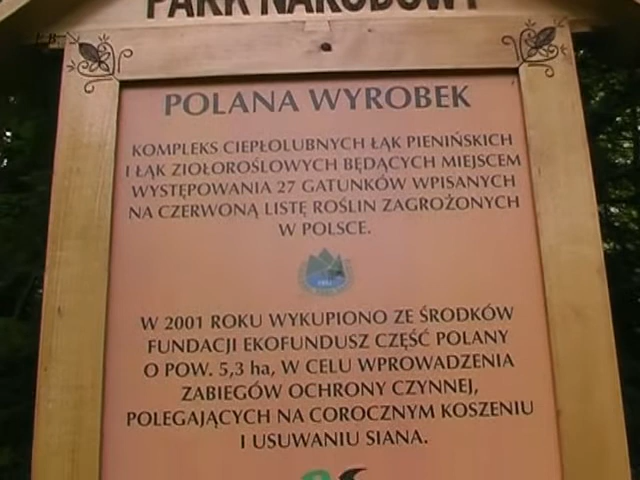 PARK NARODOWY
POLANA WYROBEK
KOMPLEKS CIEPŁOLUBNYCH ŁĄK PIENIŃSKICH
I ŁĄK ZIOŁOROŚLOWYCH BĘDĄCYCH MIEJSCEM
WYSTĘPOWANIA 27 GATUNKÓW WPISANYCH
NA CZERWONĄ LISTĘ ROŚLIN ZAGROŻONYCH
W POLSCE.
W 2001 ROKU WYKUPIONO ZE ŚRODKÓW
FUNDACJI EKOFUNDUSZ CZĘŚĆ POLANY
O POW. 5,3 ha, W CELU WPROWADZENIA
ZABIEGÓW OCHRONY CZYNNEJ,
POLEGAJĄCYCH NA COROCZNYM KOSZENIU
I USUWANIU SIANA.